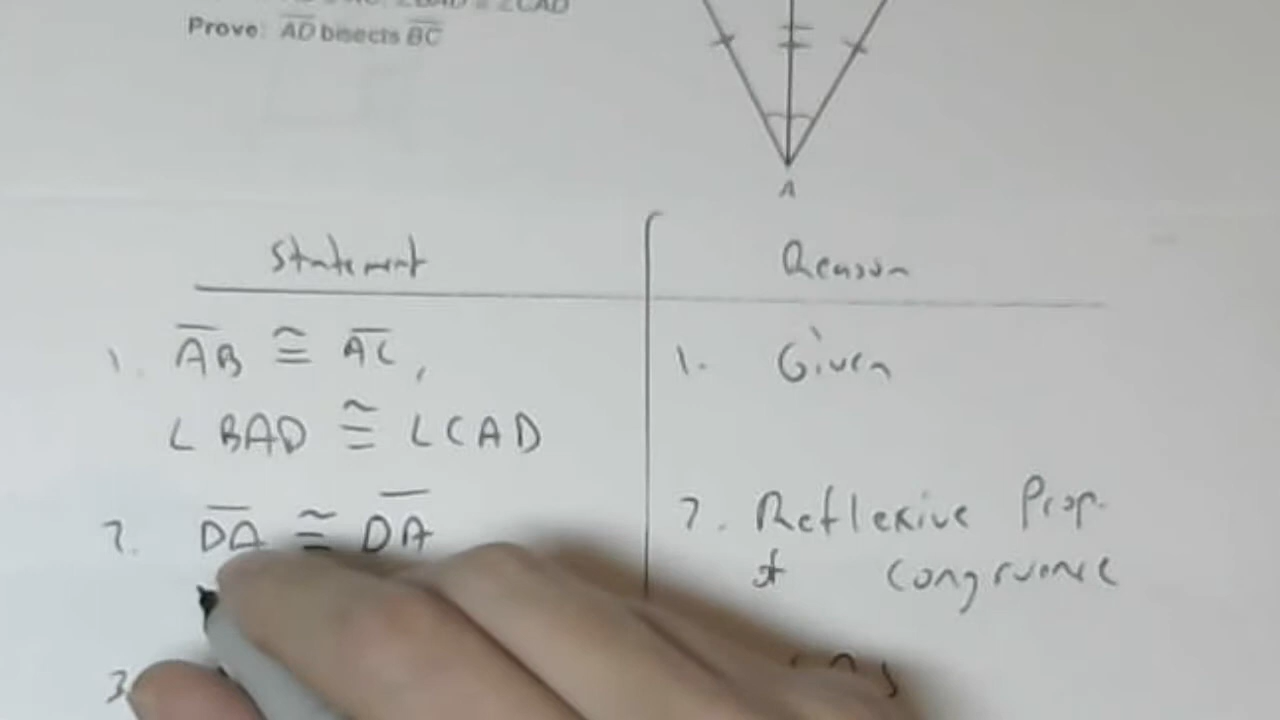 ∠CAD
Prove: AD bisects BC
A
Statement
Reason
1. AB ≅ AC,
1. Given
∠BAD ≅ ∠CAD
2. DA ≅ DA
2. Reflexive Prop.
of congruence
3